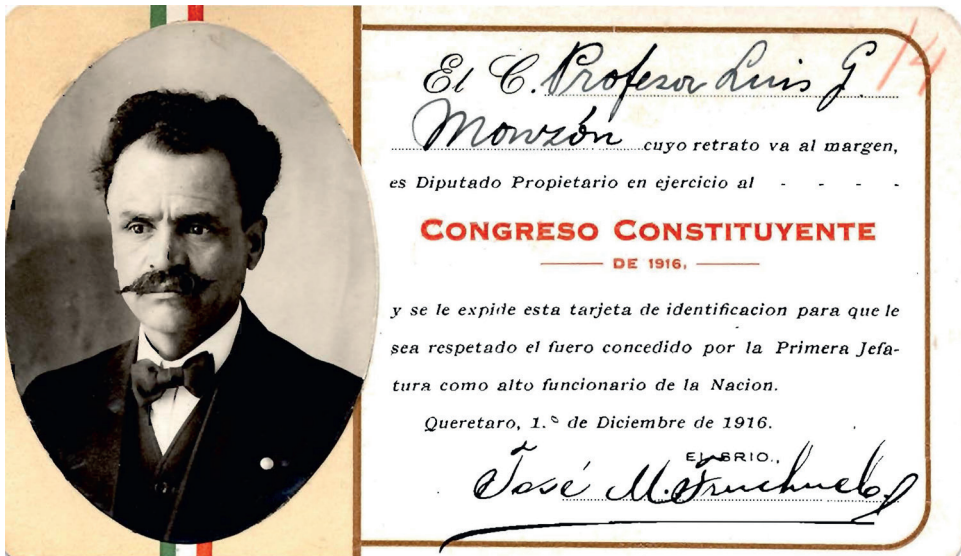 14
El C. Profesor Luis G.
Monzón cuyo retrato va al margen,
es Diputado Propietario en ejercicio al - - - -
CONGRESO CONSTITUYENTE
DE 1916,
y se le expide esta tarjeta de identificacion para que le
sea respetado el fuero concedido por la Primera Jefa-
tura como alto funcionario de la Nacion.
Queretaro, 1.º de Diciembre de 1916.
EL SRIO.,
José M. Truchuelo